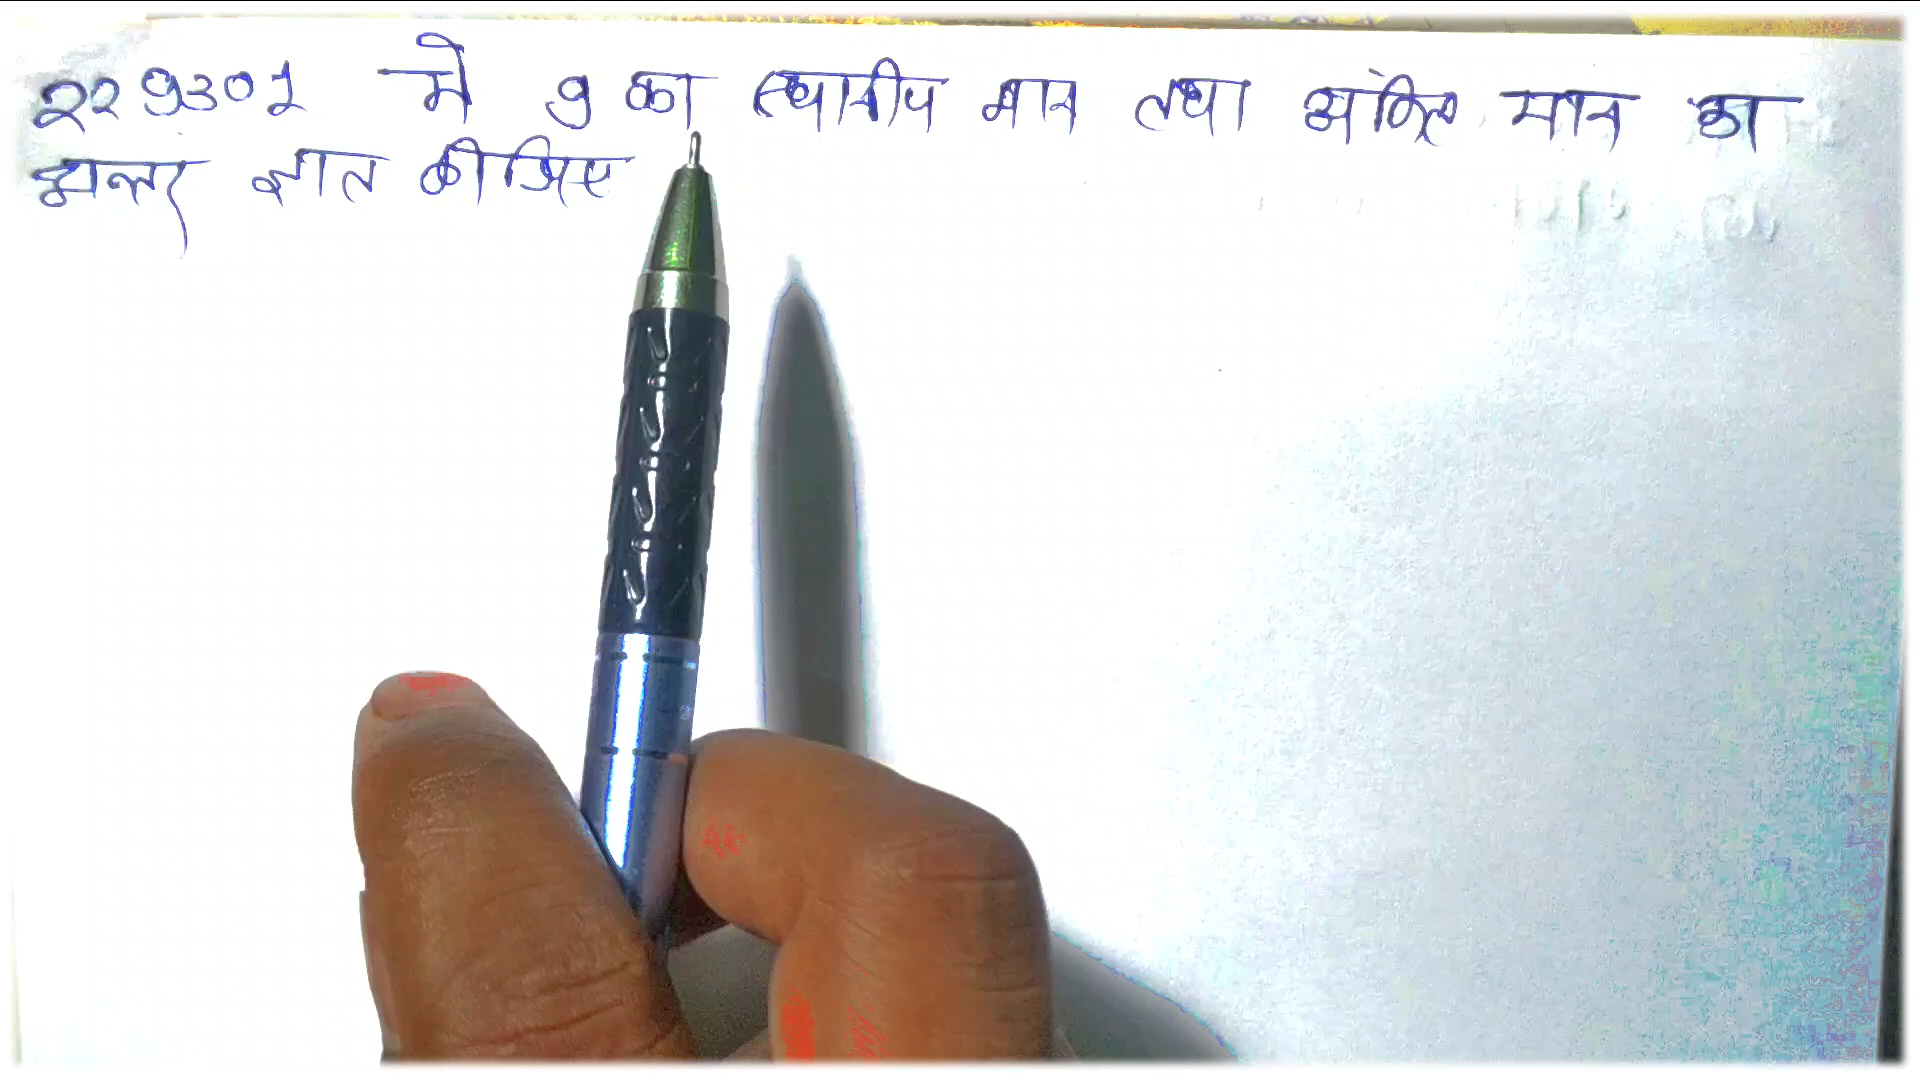 229301 में 9 का स्थानीय मान तथा अंकित मान का
अन्तर ज्ञात कीजिए